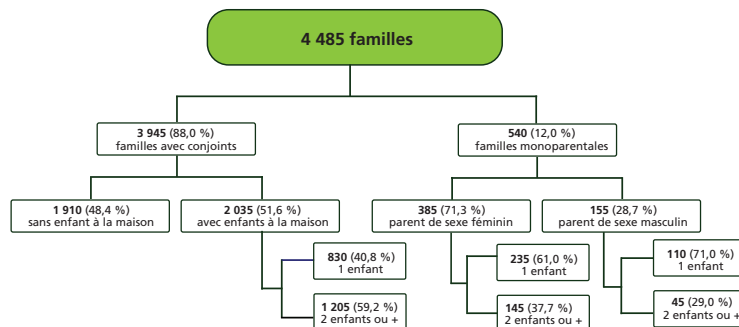 4 485 familles
3 945 (88,0 %)
familles avec conjoints
540 (12,0 %)
familles monoparentales
1 910 (48,4 %)
sans enfant à la maison
2 035 (51,6 %)
avec enfants à la maison
385 (71,3 %)
parent de sexe féminin
155 (28,7 %)
parent de sexe masculin
830 (40,8 %)
1 enfant
235 (61,0 %)
1 enfant
110 (71,0 %)
1 enfant
1 205 (59,2 %)
2 enfants ou +
145 (37,7 %)
2 enfants ou +
45 (29,0 %)
2 enfants ou +